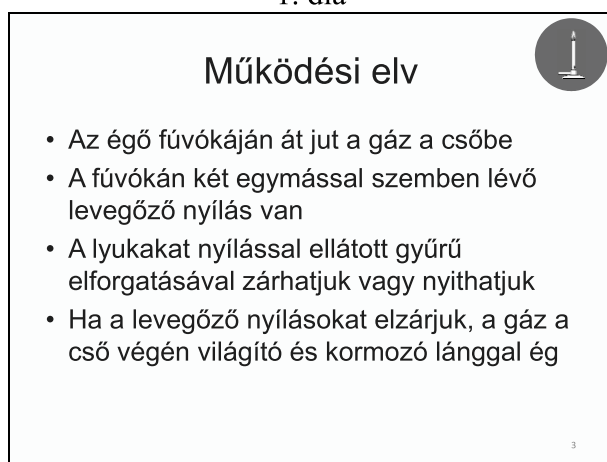 1. dia
Működési elv
• Az égő fúvókáján át jut a gáz a csőbe
• A fúvókán két egymással szemben lévő
levegőző nyílás van
• A lyukakat nyílással ellátott gyűrű
elforgatásával zárhatjuk vagy nyithatjuk
• Ha a levegőző nyílásokat elzárjuk, a gáz a
cső végén világító és kormozó lánggal ég
3